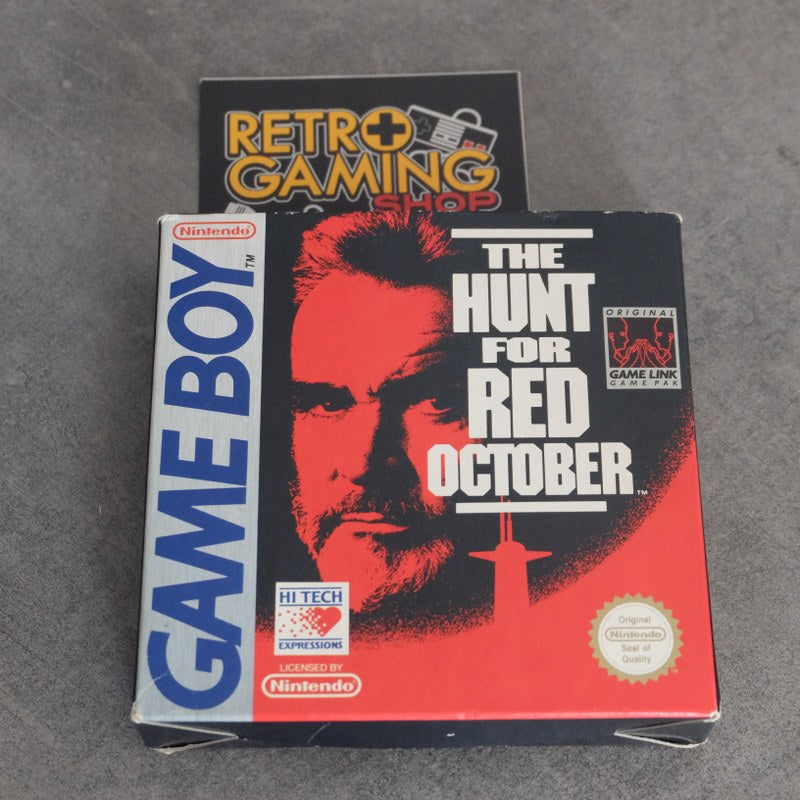 RETRO
GAMING
SHOP
Nintendo
GAME BOY TM
THE
HUNT
FOR
RED
OCTOBER TM
ORIGINAL
GAME LINK
GAME PAK
HI TECH
EXPRESSIONS
LICENSED BY
Nintendo
Original
Nintendo
Seal of
Quality
TM